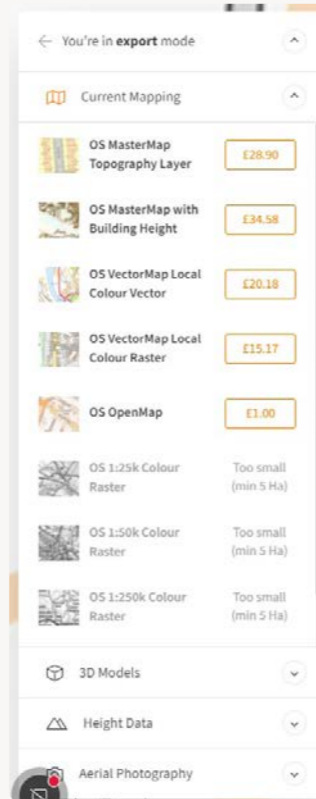 You're in export mode
Current Mapping
OS MasterMap
Topography Layer
£28.90
OS MasterMap with
Building Height
£34.58
OS VectorMap Local
Colour Vector
£20.18
OS VectorMap Local
Colour Raster
£15.17
OS OpenMap
£1.00
OS 1:25k Colour
Raster
Too small
(min 5 Ha)
OS 1:50k Colour
Raster
Too small
(min 5 Ha)
OS 1:250k Colour
Raster
Too small
(min 5 Ha)
3D Models
Height Data
Aerial Photography